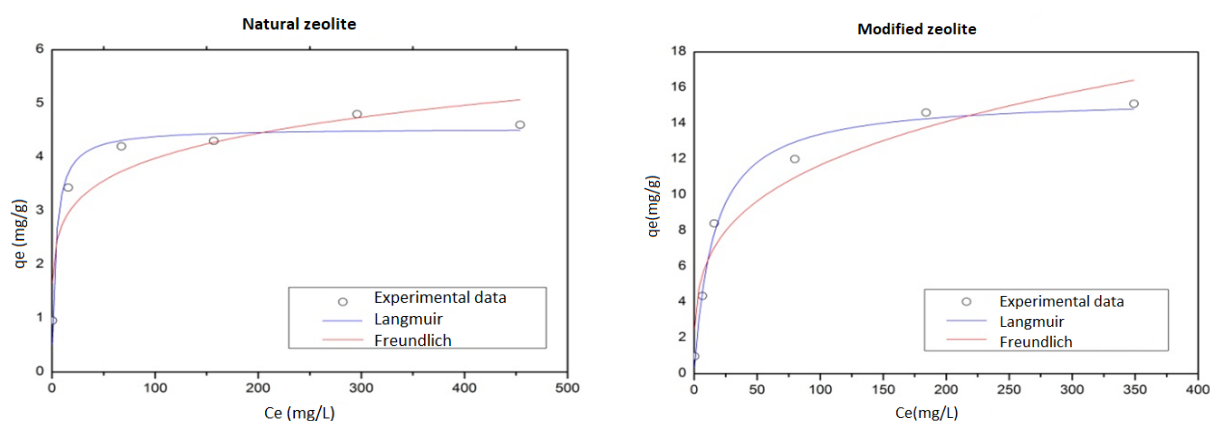 Natural zeolite
6
5
4
3
2
1
0
qe (mg/g)
Experimental data
Langmuir
Freundlich
0
100
200
300
400
500
Ce (mg/L)
Modified zeolite
18
16
14
12
10
8
6
4
2
0
qe(mg/g)
Experimental data
Langmuir
Freundlich
0
50
100
150
200
250
300
350
400
Ce(mg/L)